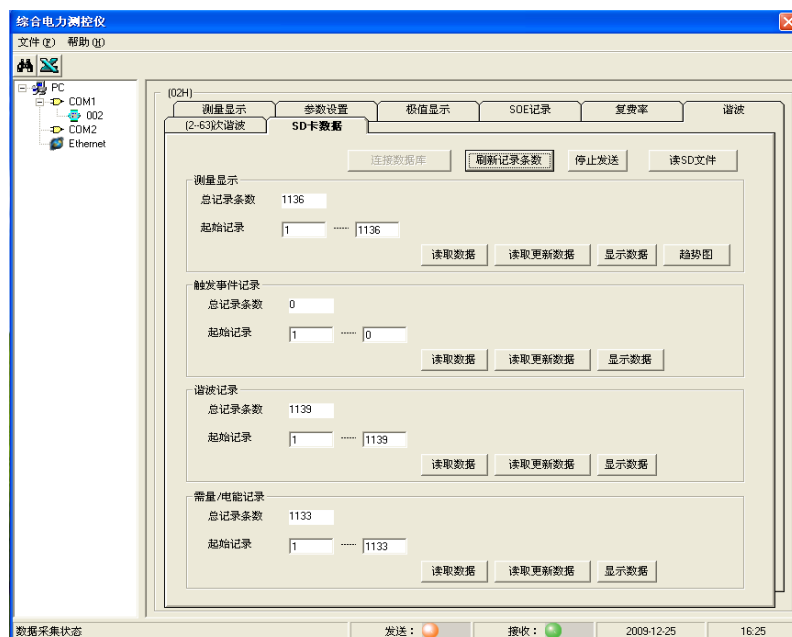 综合电力测控仪
文件(F) 帮助(H)
PC
COM1
002
COM2
Ethernet
(02H)
测量显示 参数设置 极值显示 SOE记录 复费率 谐波
(2--63)次谐波 SD卡数据
连接数据库 刷新记录条数 停止发送 读SD文件
测量显示
总记录条数 1136
起始记录 1 ----- 1136
读取数据 读取更新数据 显示数据 趋势图
触发事件记录
总记录条数 0
起始记录 1 ----- 0
读取数据 读取更新数据 显示数据
谐波记录
总记录条数 1139
起始记录 1 ----- 1139
读取数据 读取更新数据 显示数据
需量/电能记录
总记录条数 1133
起始记录 1 ----- 1133
读取数据 读取更新数据 显示数据
数据采集状态 发送： 接收： 2009-12-25 16:25